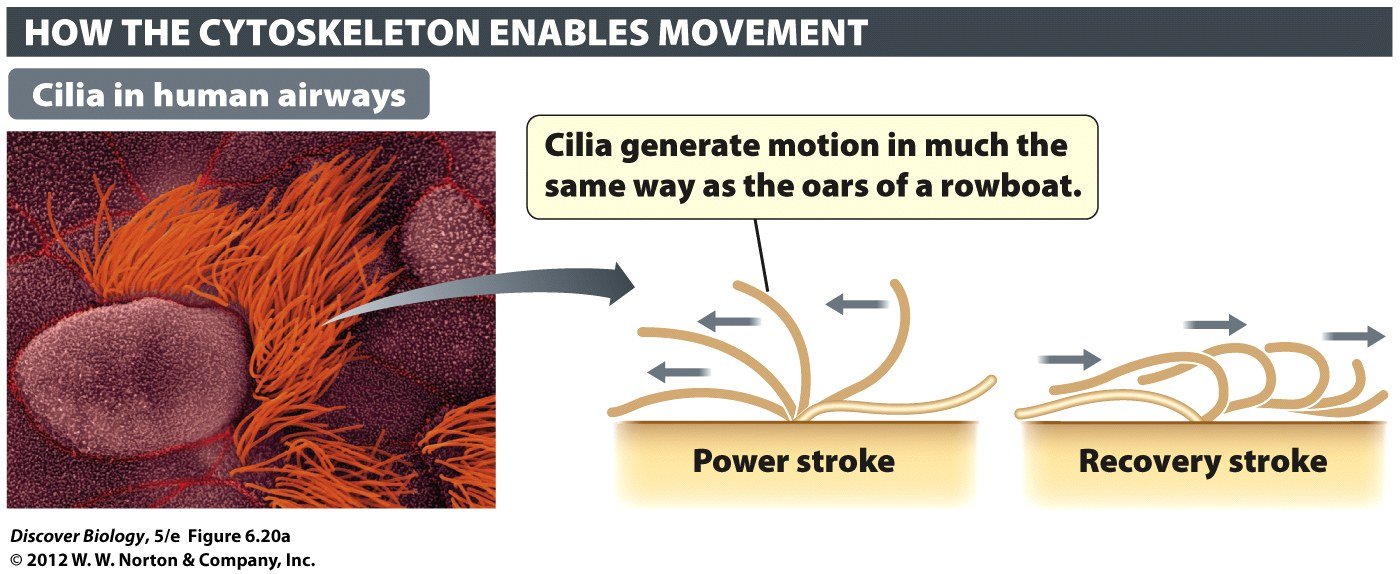 HOW THE CYTOSKELETON ENABLES MOVEMENT
Cilia in human airways
Cilia generate motion in much the
same way as the oars of a rowboat.
Power stroke
Recovery stroke
Discover Biology, 5/e Figure 6.20a
© 2012 W. W. Norton & Company, Inc.